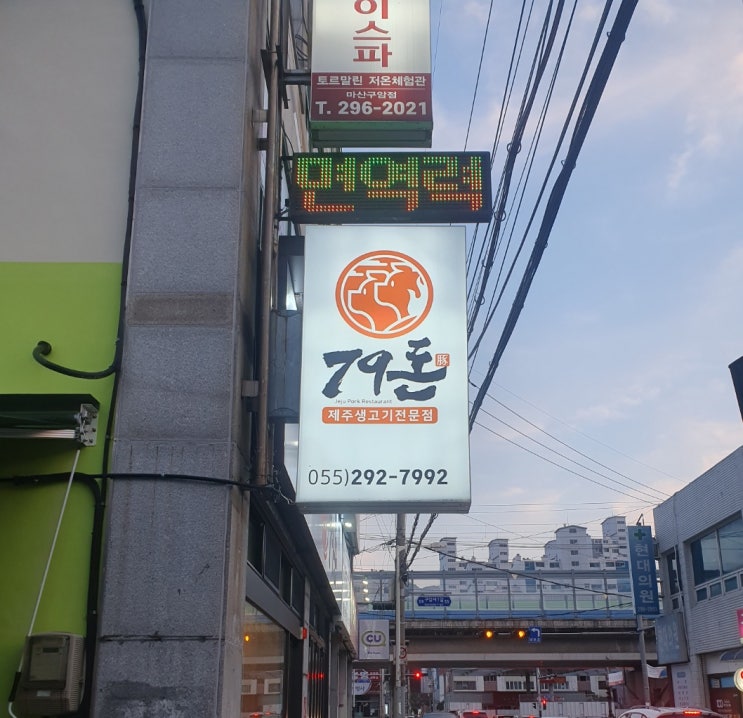 이스파
토르말린 저온체험관
마산구암점
T. 296-2021
면역력
79돈
豚
Jeju Pork Restaurant
제주생고기전문점
055)292-7992
현대의원
CU